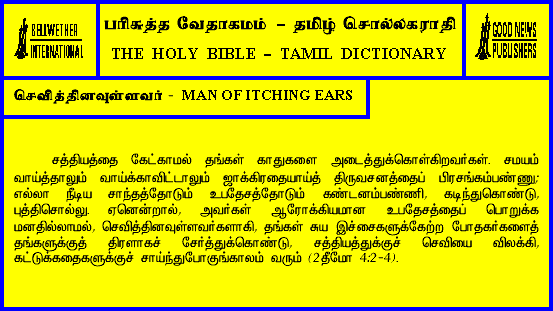 BELLWETHER
INTERNATIONAL
பரிசுத்த வேதாகமம் – தமிழ் சொல்லகராதி
THE HOLY BIBLE – TAMIL DICTIONARY
GOOD NEWS
PUBLISHERS
செவித்தினவுள்ளவர் - MAN OF ITCHING EARS
சத்தியத்தை கேட்காமல் தங்கள் காதுகளை அடைத்துக்கொள்கிறவர்கள். சமயம்
வாய்த்தாலும் வாய்க்காவிட்டாலும் ஜாக்கிரதையாய்த் திருவசனத்தைப் பிரசங்கம்பண்ணு;
எல்லா நீடிய சாந்தத்தோடும் உபதேசத்தோடும் கண்டனம்பண்ணி, கடிந்துகொண்டு,
புத்திசொல்லு. ஏனென்றால், அவர்கள் ஆரோக்கியமான உபதேசத்தைப் பொறுக்க
மனதில்லாமல், செவித்தினவுள்ளவர்களாகி, தங்கள் சுய இச்சைகளுக்கேற்ற போதகர்களைத்
தங்களுக்குத் திரளாகச் சேர்த்துக்கொண்டு, சத்தியத்துக்குச் செவியை விலக்கி,
கட்டுக்கதைகளுக்குச் சாய்ந்துபோகுங்காலம் வரும் (2தீமோ 4:2-4).